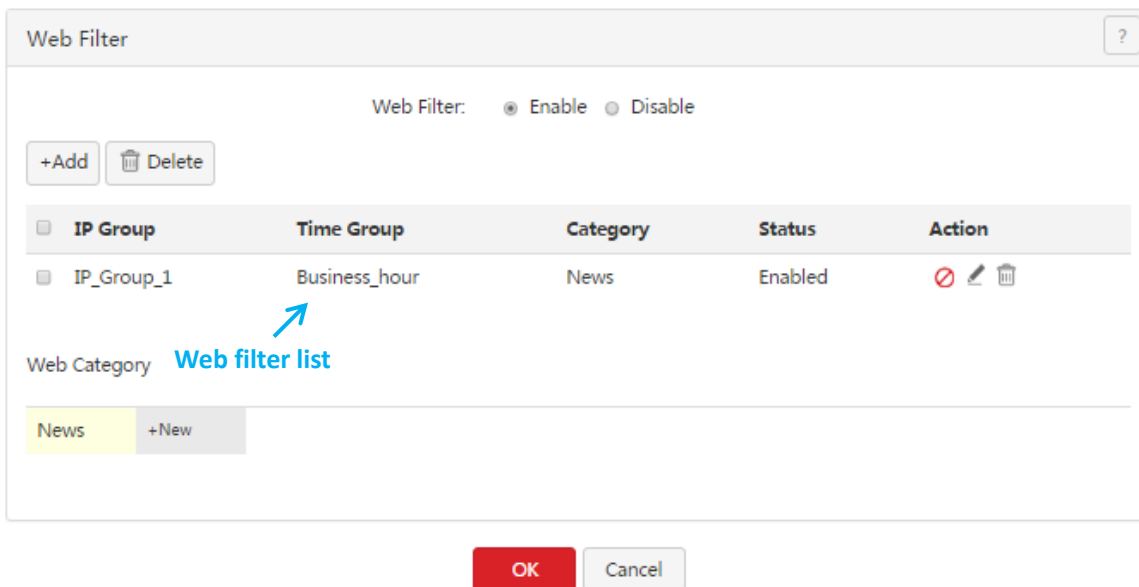 Web Filter ?
Web Filter: Enable Disable
+Add Delete
IP Group Time Group Category Status Action
IP_Group_1 Business_hour News Enabled
Web filter list
Web Category
News +New
OK Cancel